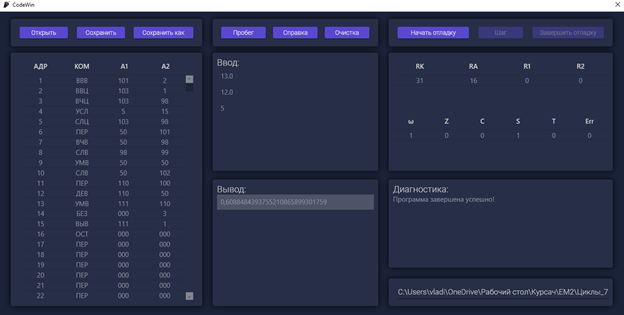 CodeWin
Открыть Сохранить Сохранить как Пробег Справка Очистка Начать отладку Шаг Завершить отладку
АДР КОМ А1 А2
1 ВВВ 101 2
2 ВВЦ 103 1
3 ВЧЦ 103 98
4 УСЛ 5 15
5 СЛЦ 103 98
6 ПЕР 50 101
7 ВЧВ 50 98
8 СЛВ 98 99
9 УМВ 50 50
10 СЛВ 50 102
11 ПЕР 110 100
12 ДЕВ 110 50
13 УМВ 111 110
14 БЕЗ 000 3
15 ВЫВ 111 1
16 ОСТ 000 000
17 ПЕР 000 000
18 ПЕР 000 000
19 ПЕР 000 000
20 ПЕР 000 000
21 ПЕР 000 000
22 ПЕР 000 000
Ввод:
13.0
12.0
5
Вывод:
0,6088484393755210865899301759
RK RA R1 R2
31 16 0 0
ω Z C S T Err
1 0 0 1 0 0
Диагностика:
Программа завершена успешно!
C:\Users\vladi\OneDrive\Рабочий стол\Курсач\ЕМ2\Циклы_7